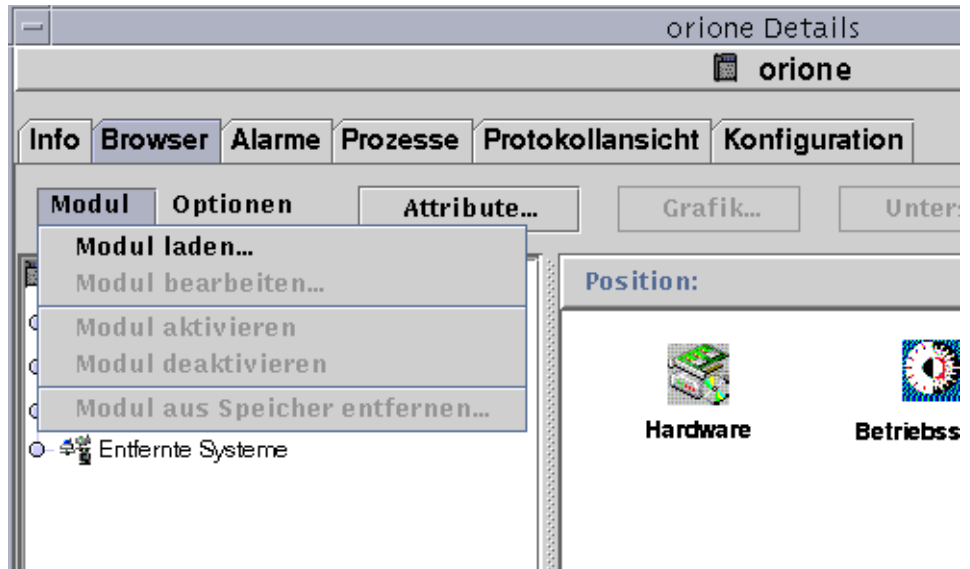 orione Details
orione
Info Browser Alarme Prozesse Protokollansicht Konfiguration
Modul Optionen Attribute... Grafik... Unters
Modul laden...
Modul bearbeiten...
Modul aktivieren
Modul deaktivieren
Modul aus Speicher entfernen...
Entfernte Systeme
Position:
Hardware Betriebss